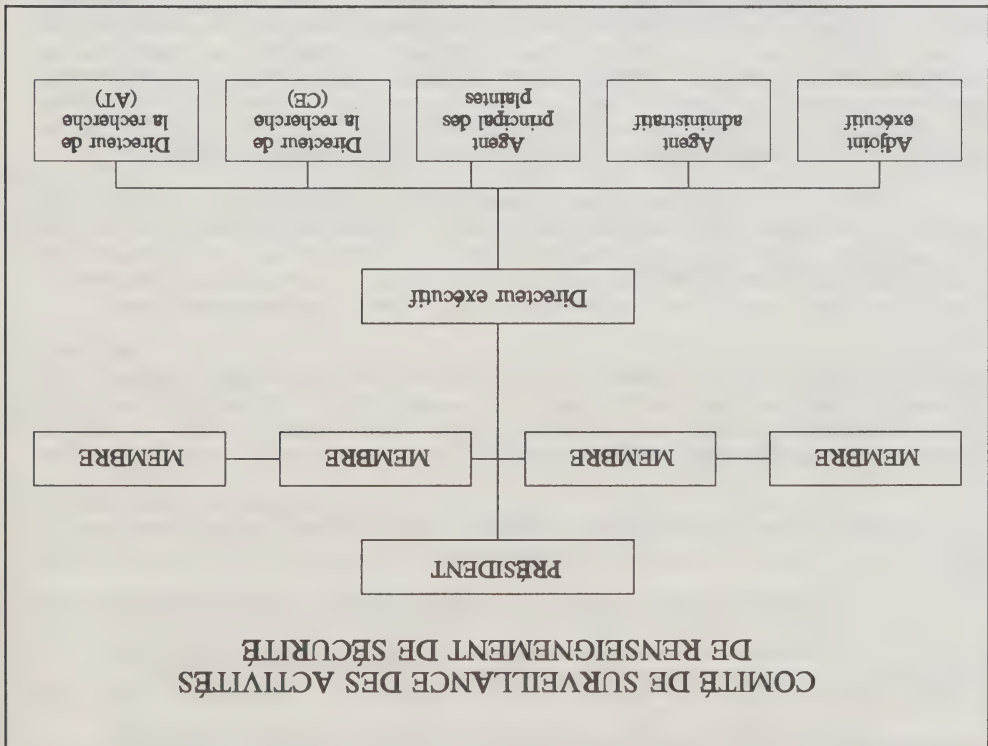 COMITÉ DE SURVEILLANCE DES ACTIVITÉS
DE RENSEIGNEMENT DE SÉCURITÉ
PRÉSIDENT
MEMBRE
MEMBRE
MEMBRE
MEMBRE
Directeur exécutif
Adjoint
exécutif
Agent
administratif
Agent
principal des
plaintes
Directeur de
la recherche
(CE)
Directeur de
la recherche
(AT)